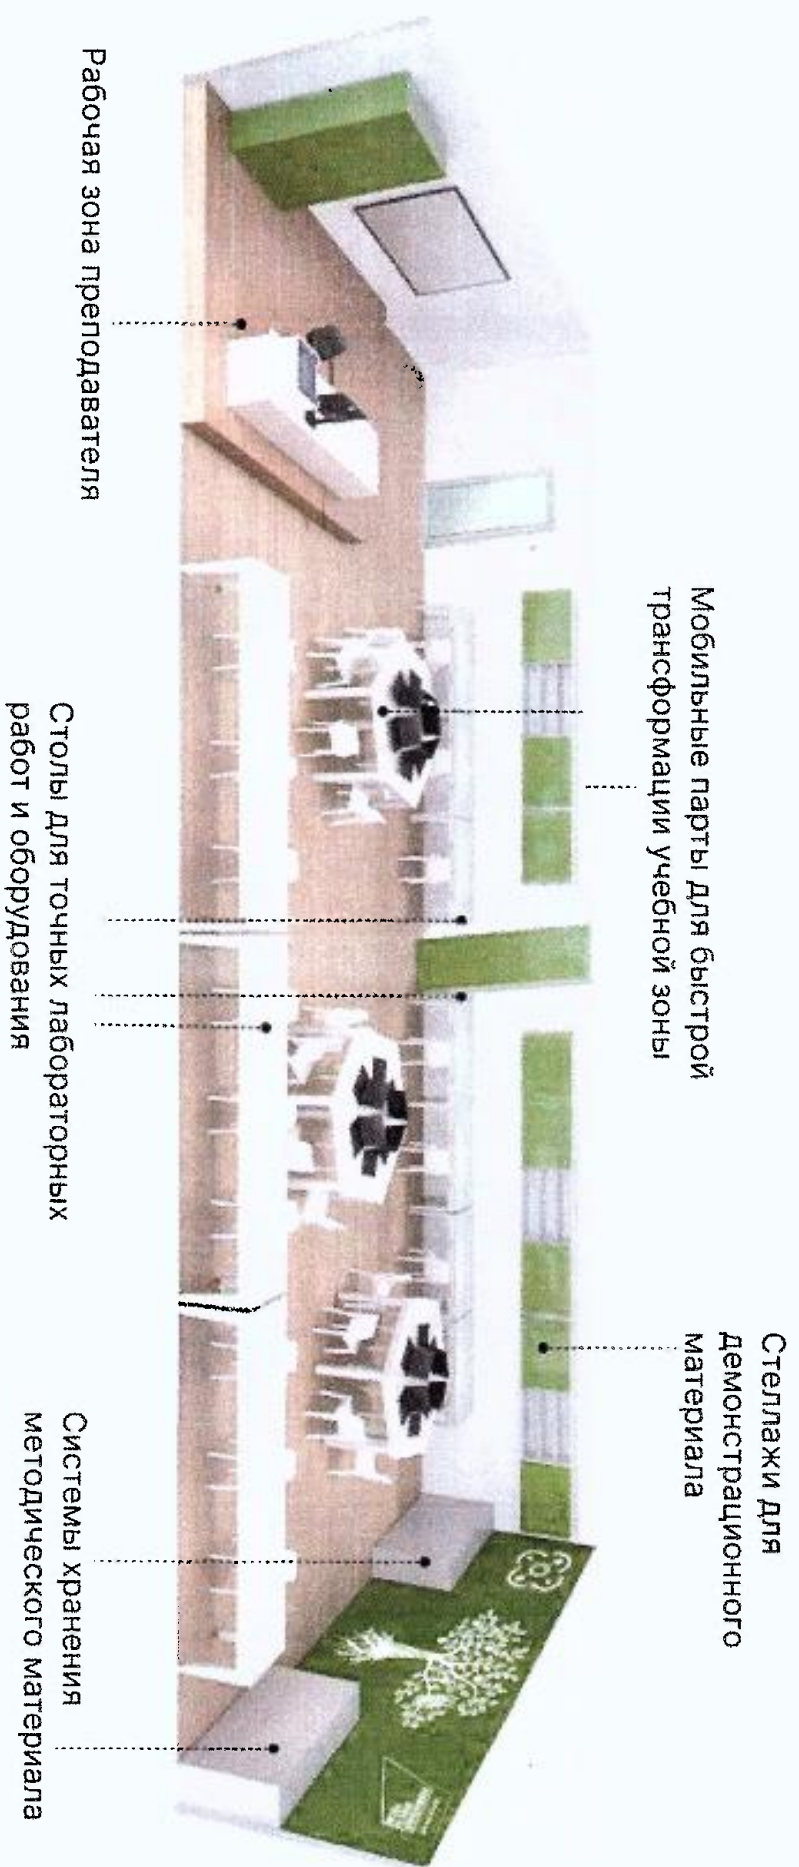 Мобильные парты для быстрой
трансформации учебной зоны
Стеллажи для
демонстрационного
материала
Рабочая зона преподавателя
Столы для точных лабораторных
работ и оборудования
Системы хранения
методического материала